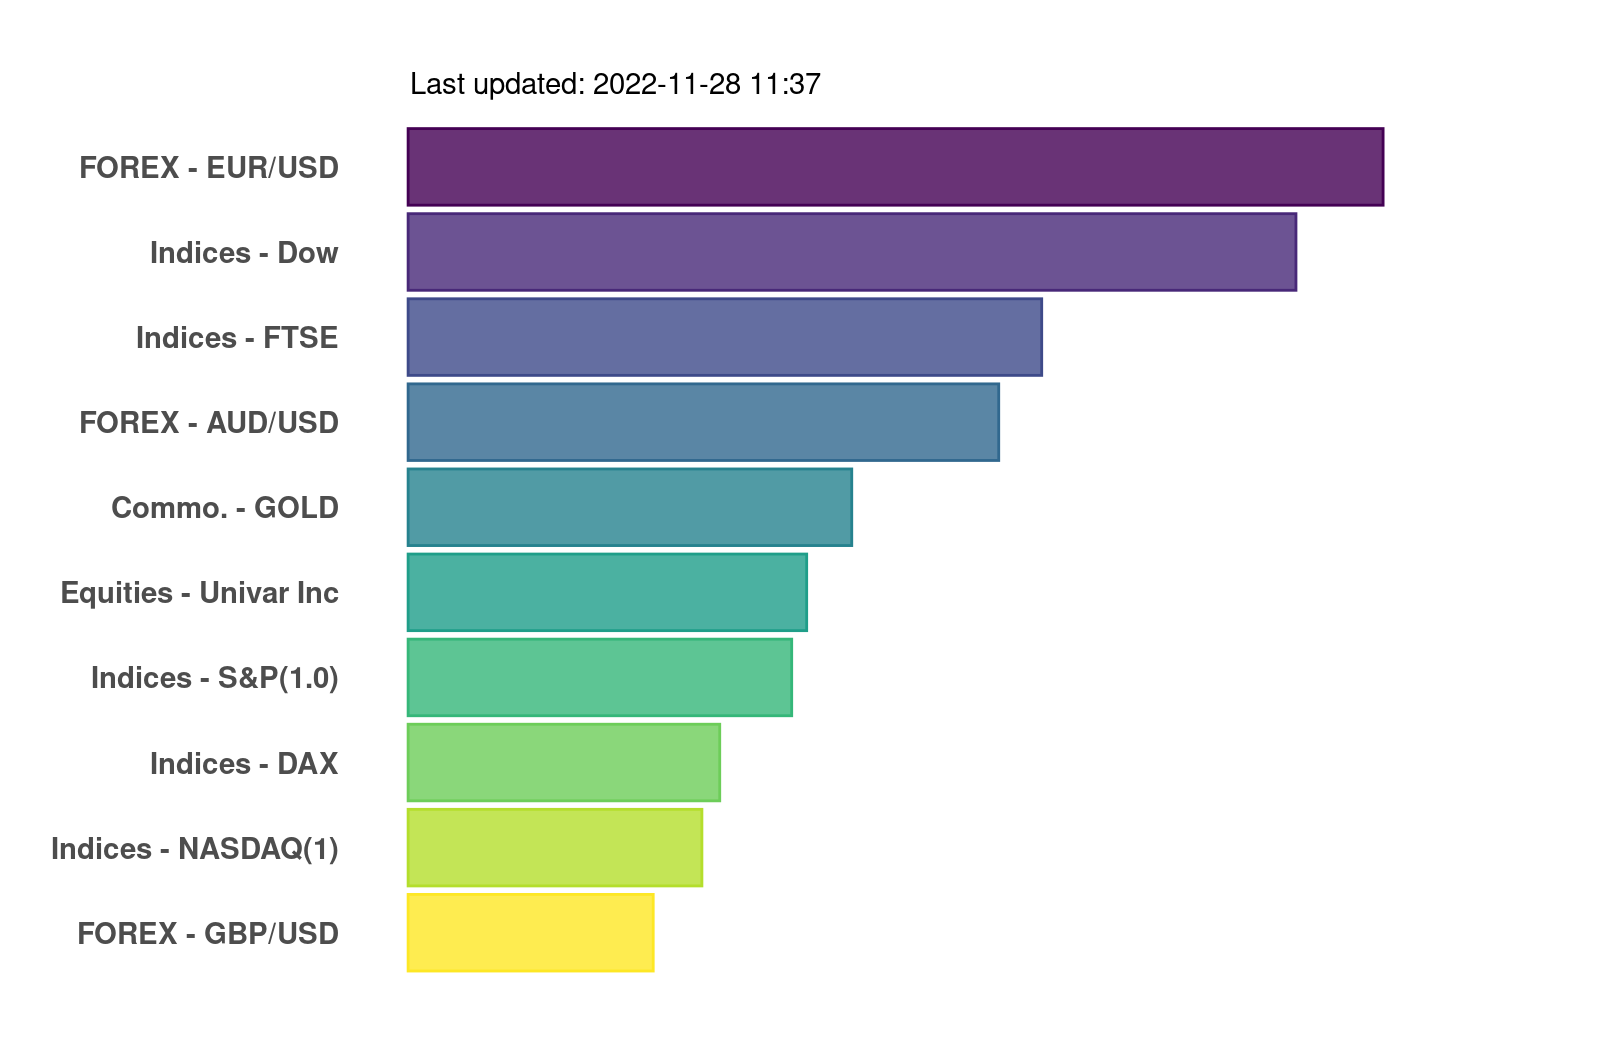 Last updated: 2022-11-28 11:37
FOREX - EUR/USD
Indices - Dow
Indices - FTSE
FOREX - AUD/USD
Commo. - GOLD
Equities - Univar Inc
Indices - S&P(1.0)
Indices - DAX
Indices - NASDAQ(1)
FOREX - GBP/USD